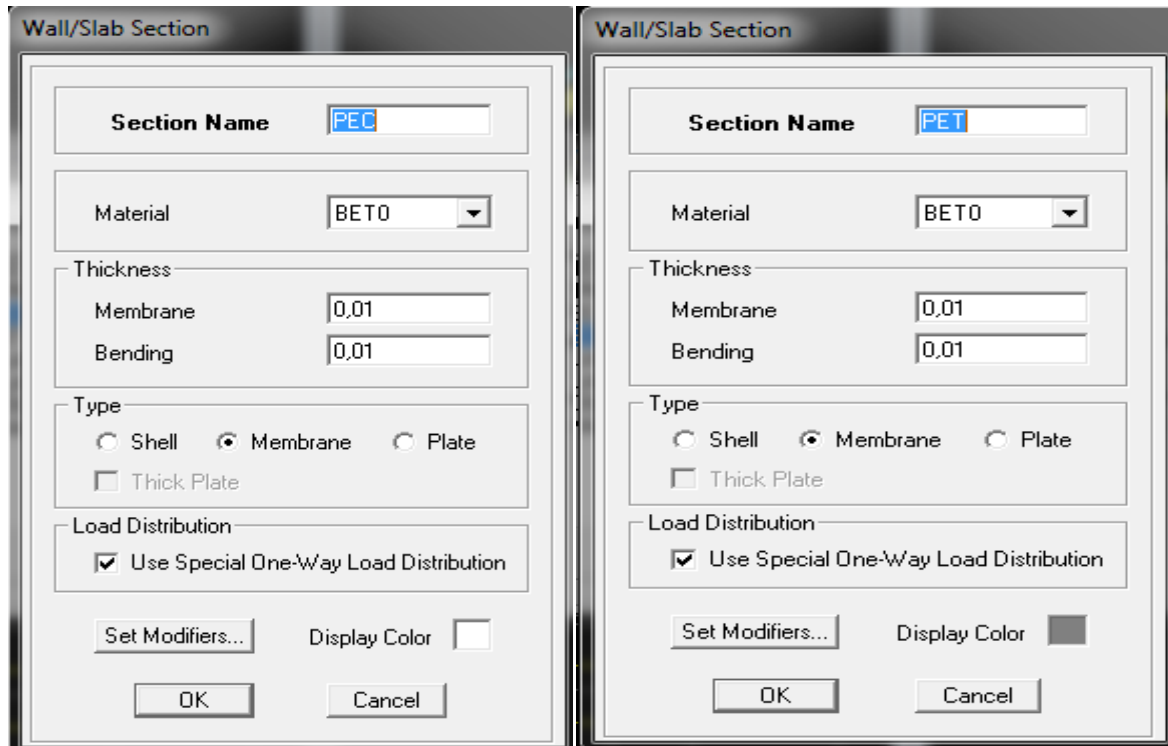 Wall/Slab Section
Section Name PEC
Material BET0
Thickness
Membrane 0,01
Bending 0,01
Type
Shell Membrane Plate
Thick Plate
Load Distribution
Use Special One-Way Load Distribution
Set Modifiers... Display Color
OK Cancel
Wall/Slab Section
Section Name PET
Material BET0
Thickness
Membrane 0,01
Bending 0,01
Type
Shell Membrane Plate
Thick Plate
Load Distribution
Use Special One-Way Load Distribution
Set Modifiers... Display Color
OK Cancel